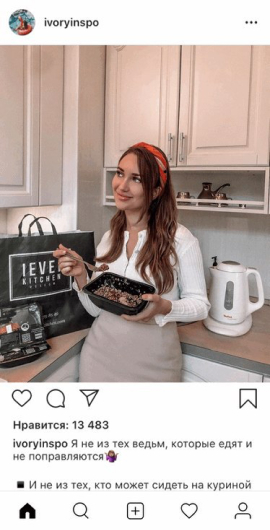 ivoryinspo
1EVEL
KITCHEN
Нравится: 13 483
ivoryinspo Я не из тех ведьм, которые едят и
не поправляются🤷🏻‍♀️
◾И не из тех, кто может сидеть на куриной